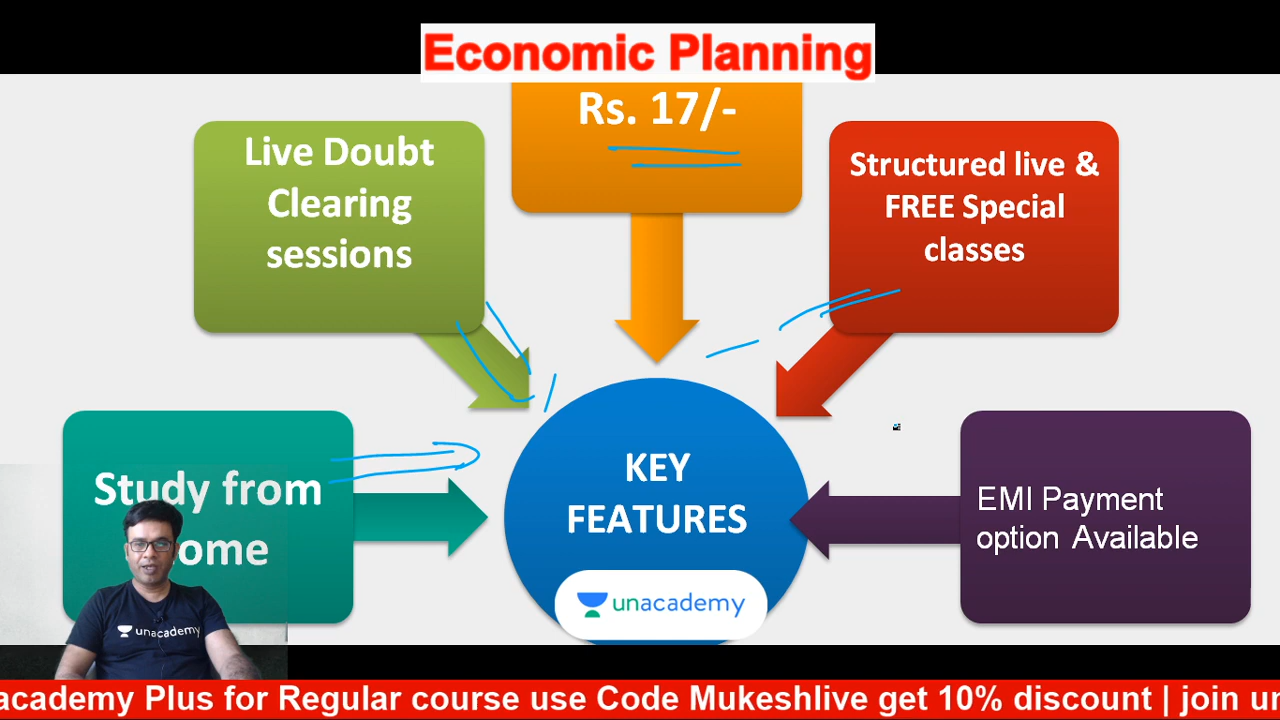 Economic Planning
Rs. 17/-
Live Doubt
Clearing
sessions
Structured live &
FREE Special
classes
Study from
ome
KEY
FEATURES
EMI Payment
option Available
unacademy
unacademy
academy Plus for Regular course use Code Mukeshlive get 10% discount | join un